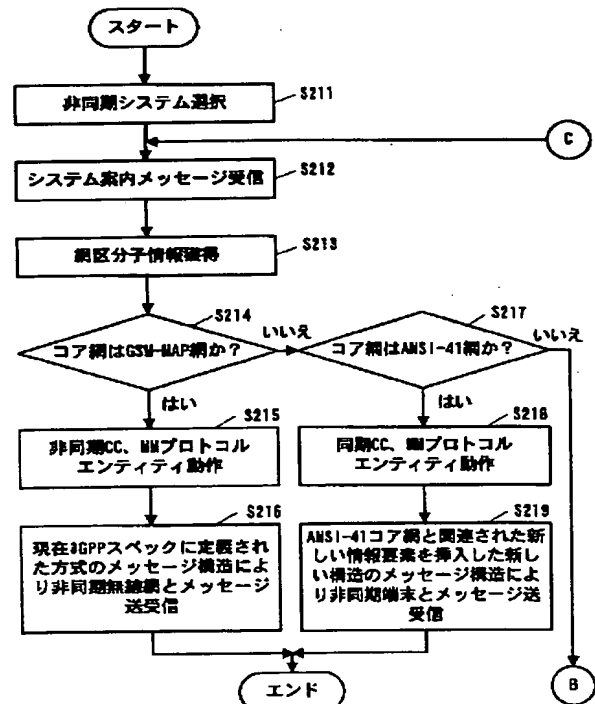 スタート
非同期システム選択
S211
C
システム案内メッセージ受信
S212
網区分子情報獲得
S213
S214
コア網はGSM-MAP網か?
いいえ
S217
コア網はANSI-41網か?
いいえ
はい
S215
非同期CC、MMプロトコル
エンティティ動作
はい
S218
同期CC、MMプロトコル
エンティティ動作
S216
現在3GPPスペックに定義され
た方式のメッセージ構造によ
り非同期無線網とメッセージ
送受信
S219
ANSI-41コア網と関連された新
しい情報要素を挿入した新し
い構造のメッセージ構造によ
り非同期端末とメッセージ送
受信
エンド
B